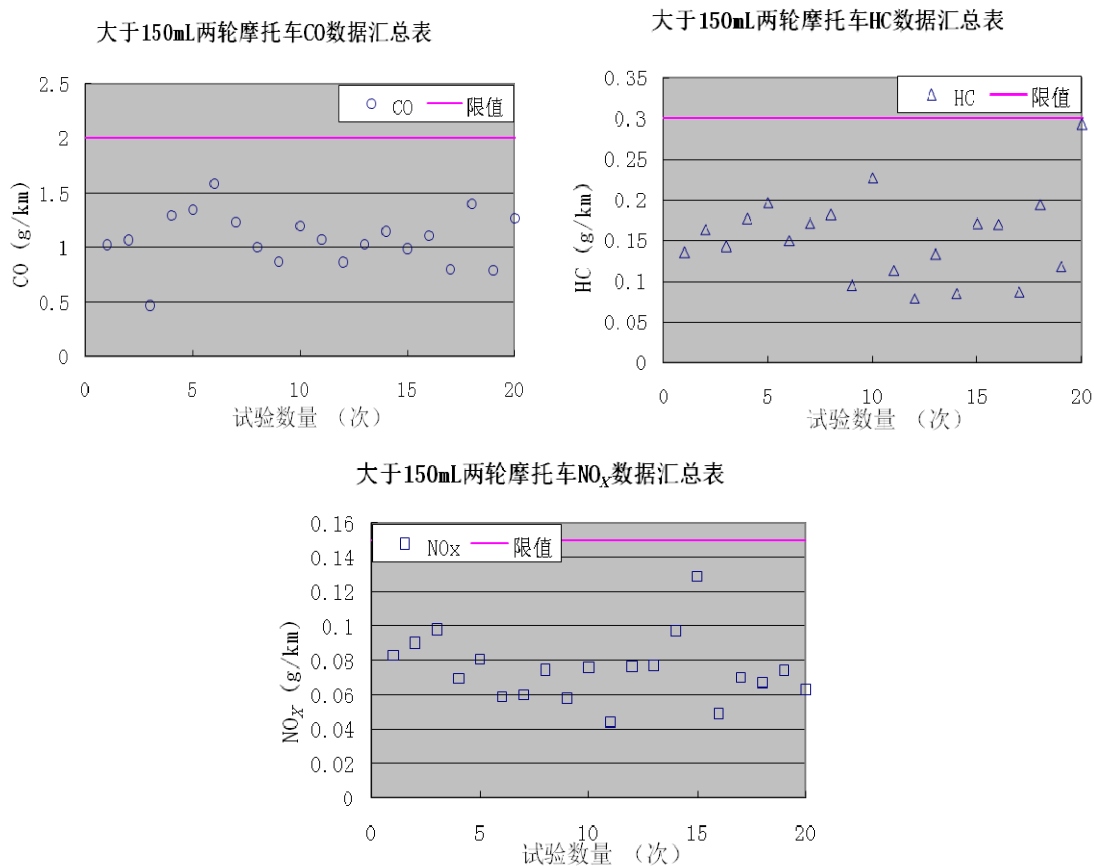 大于150mL两轮摩托车CO数据汇总表
CO 限值
2.5
2
1.5
1
0.5
0
CO (g/km)
0 5 10 15 20
试验数量 （次）
大于150mL两轮摩托车HC数据汇总表
HC 限值
0.35
0.3
0.25
0.2
0.15
0.1
0.05
0
HC (g/km)
0 5 10 15 20
试验数量 （次）
大于150mL两轮摩托车NOX数据汇总表
NOx 限值
0.16
0.14
0.12
0.1
0.08
0.06
0.04
0.02
0
NOX (g/km)
0 5 10 15 20
试验数量 （次）